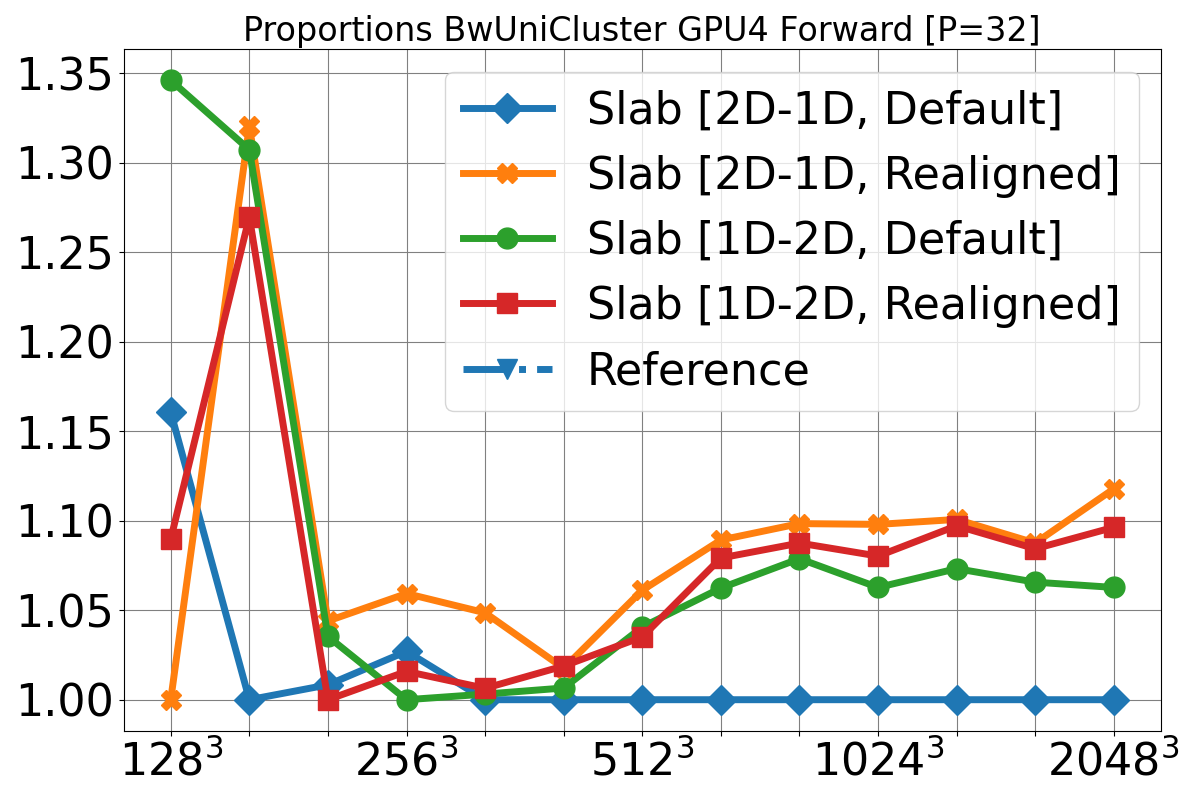 Proportions BwUniCluster GPU4 Forward [P=32]
1.35
1.30
1.25
1.20
1.15
1.10
1.05
1.00
Slab [2D-1D, Default]
Slab [2D-1D, Realigned]
Slab [1D-2D, Default]
Slab [1D-2D, Realigned]
Reference
128³ 256³ 512³ 1024³ 2048³